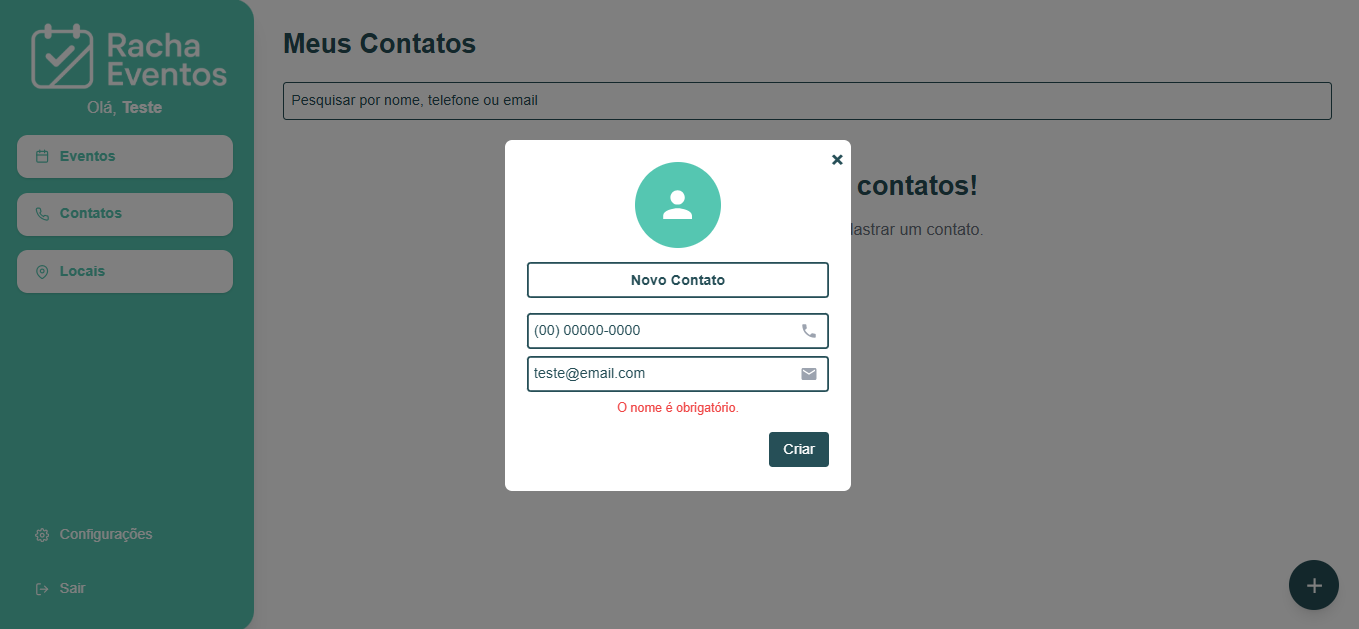 Racha
Eventos
Olá, Teste
Eventos
Contatos
Locais
Configurações
Sair
Meus Contatos
Pesquisar por nome, telefone ou email
contatos!
um contato.
Novo Contato
(00) 00000-0000
teste@email.com
O nome é obrigatório.
Criar